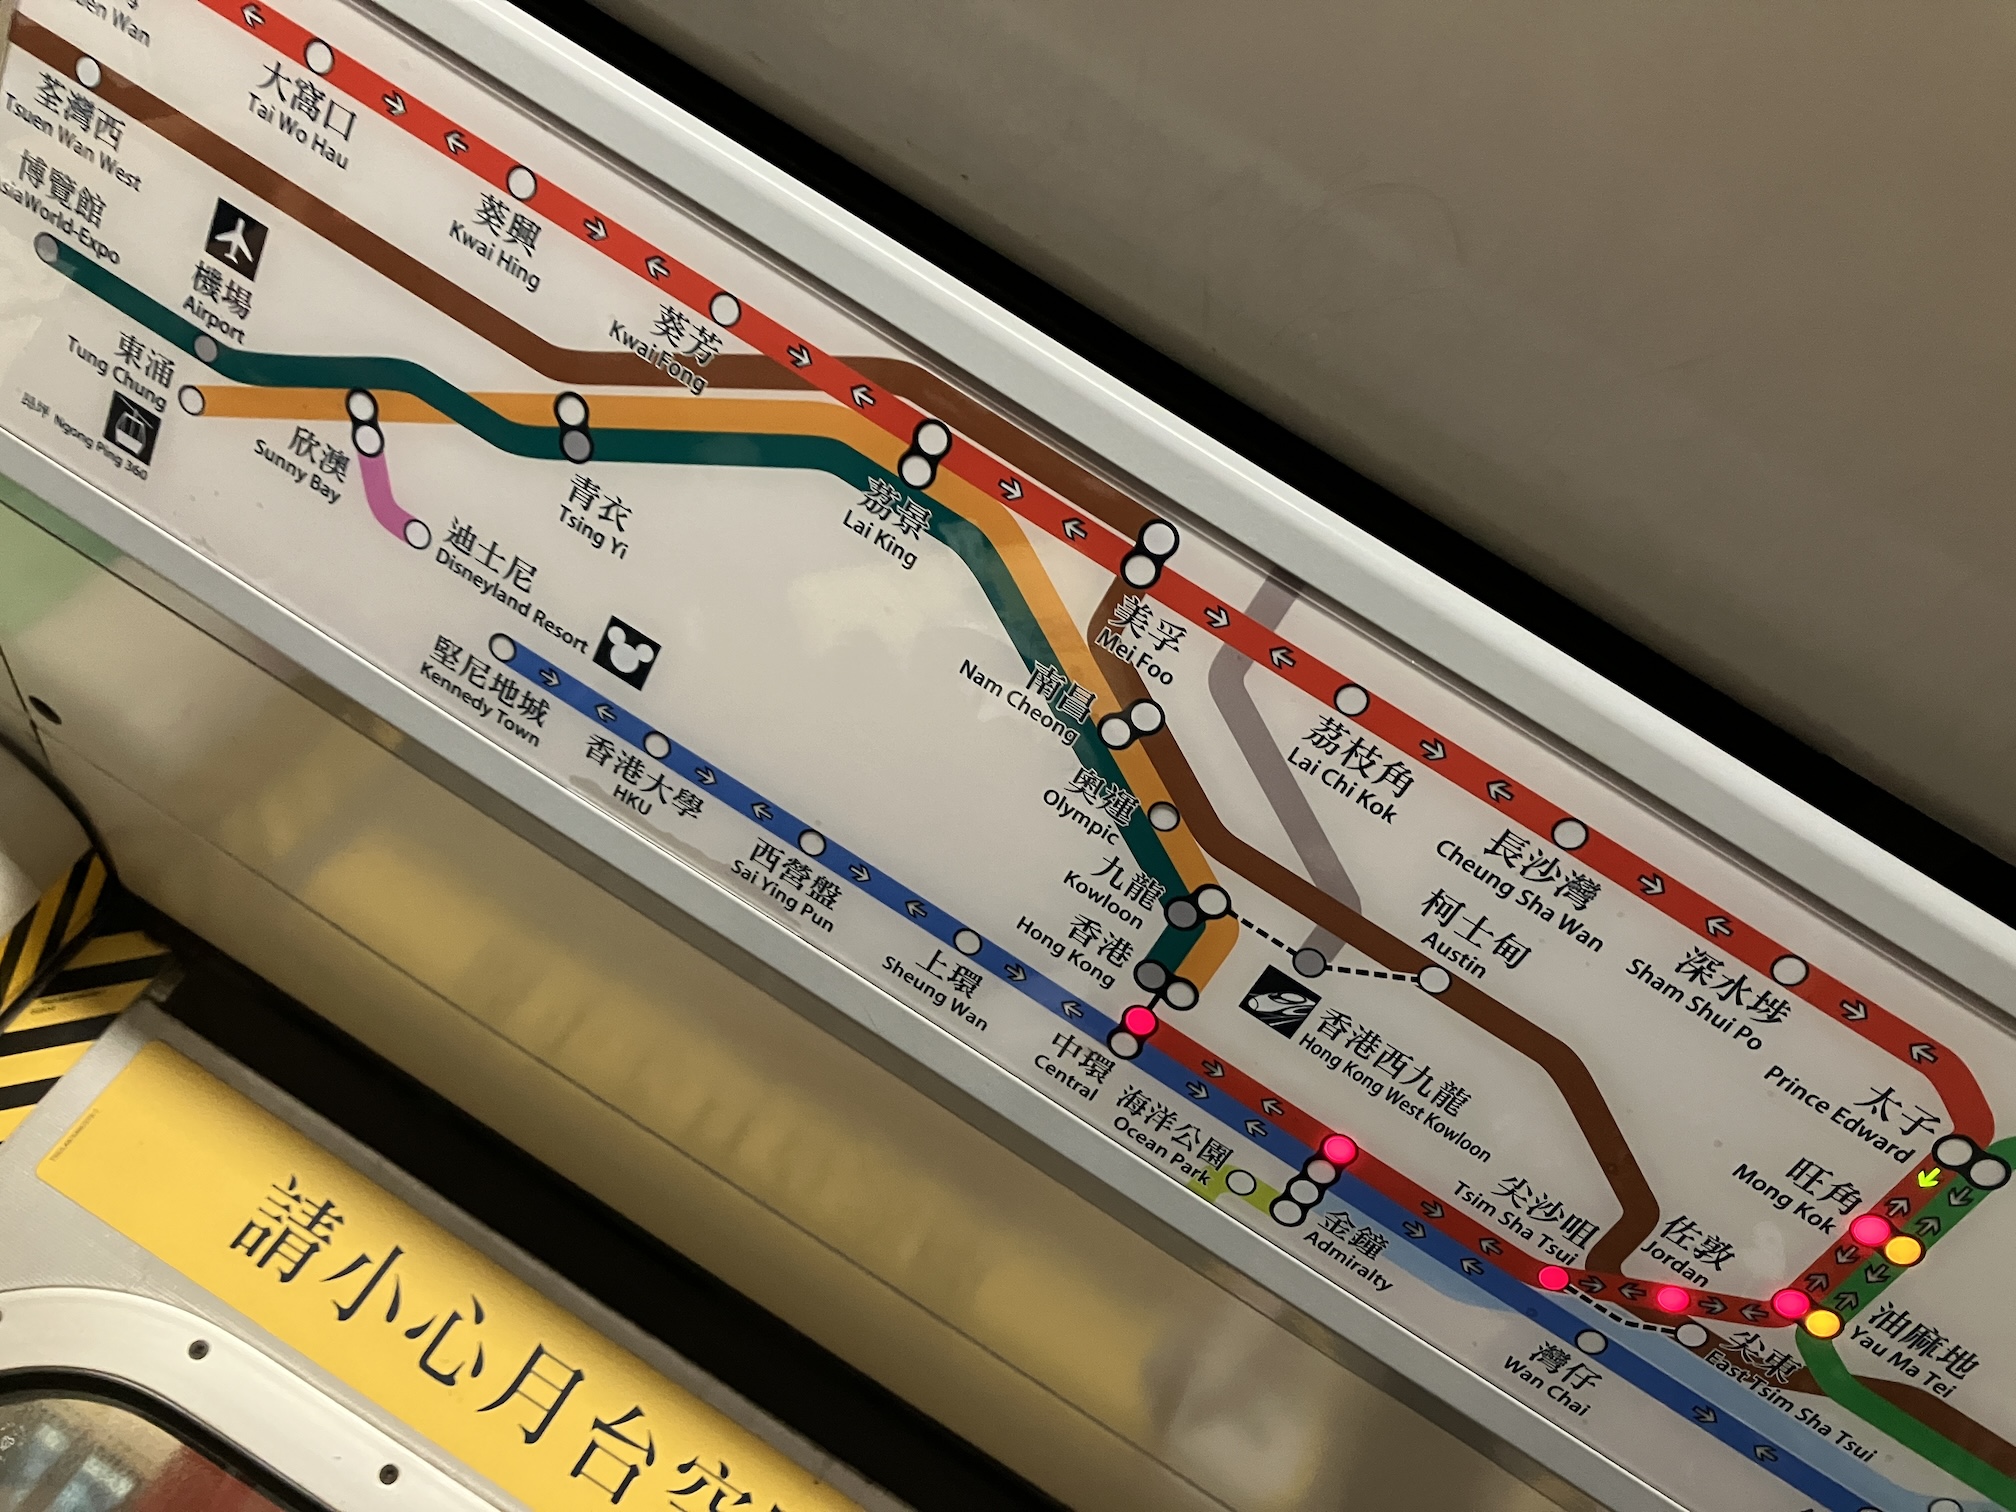 en Wan
大窩口
Tai Wo Hau
葵興
Kwai Hing
葵芳
Kwai Fong
荔景
Lai King
美孚
Mei Foo
荔枝角
Lai Chi Kok
長沙灣
Cheung Sha Wan
深水埗
Sham Shui Po
太子
Prince Edward
旺角
Mong Kok
油麻地
Yau Ma Tei
佐敦
Jordan
尖沙咀
Tsim Sha Tsui
荃灣西
Tsuen Wan West
博覽館
siaWorld-Expo
機場
Airport
東涌
Tung Chung
昂坪 Ngong Ping 360
欣澳
Sunny Bay
青衣
Tsing Yi
迪士尼
Disneyland Resort
南昌
Nam Cheong
奧運
Olympic
九龍
Kowloon
香港
Hong Kong
柯士甸
Austin
香港西九龍
Hong Kong West Kowloon
尖東
East Tsim Sha Tsui
堅尼地城
Kennedy Town
香港大學
HKU
西營盤
Sai Ying Pun
上環
Sheung Wan
中環
Central
海洋公園
Ocean Park
金鐘
Admiralty
灣仔
Wan Chai
請小心月台空